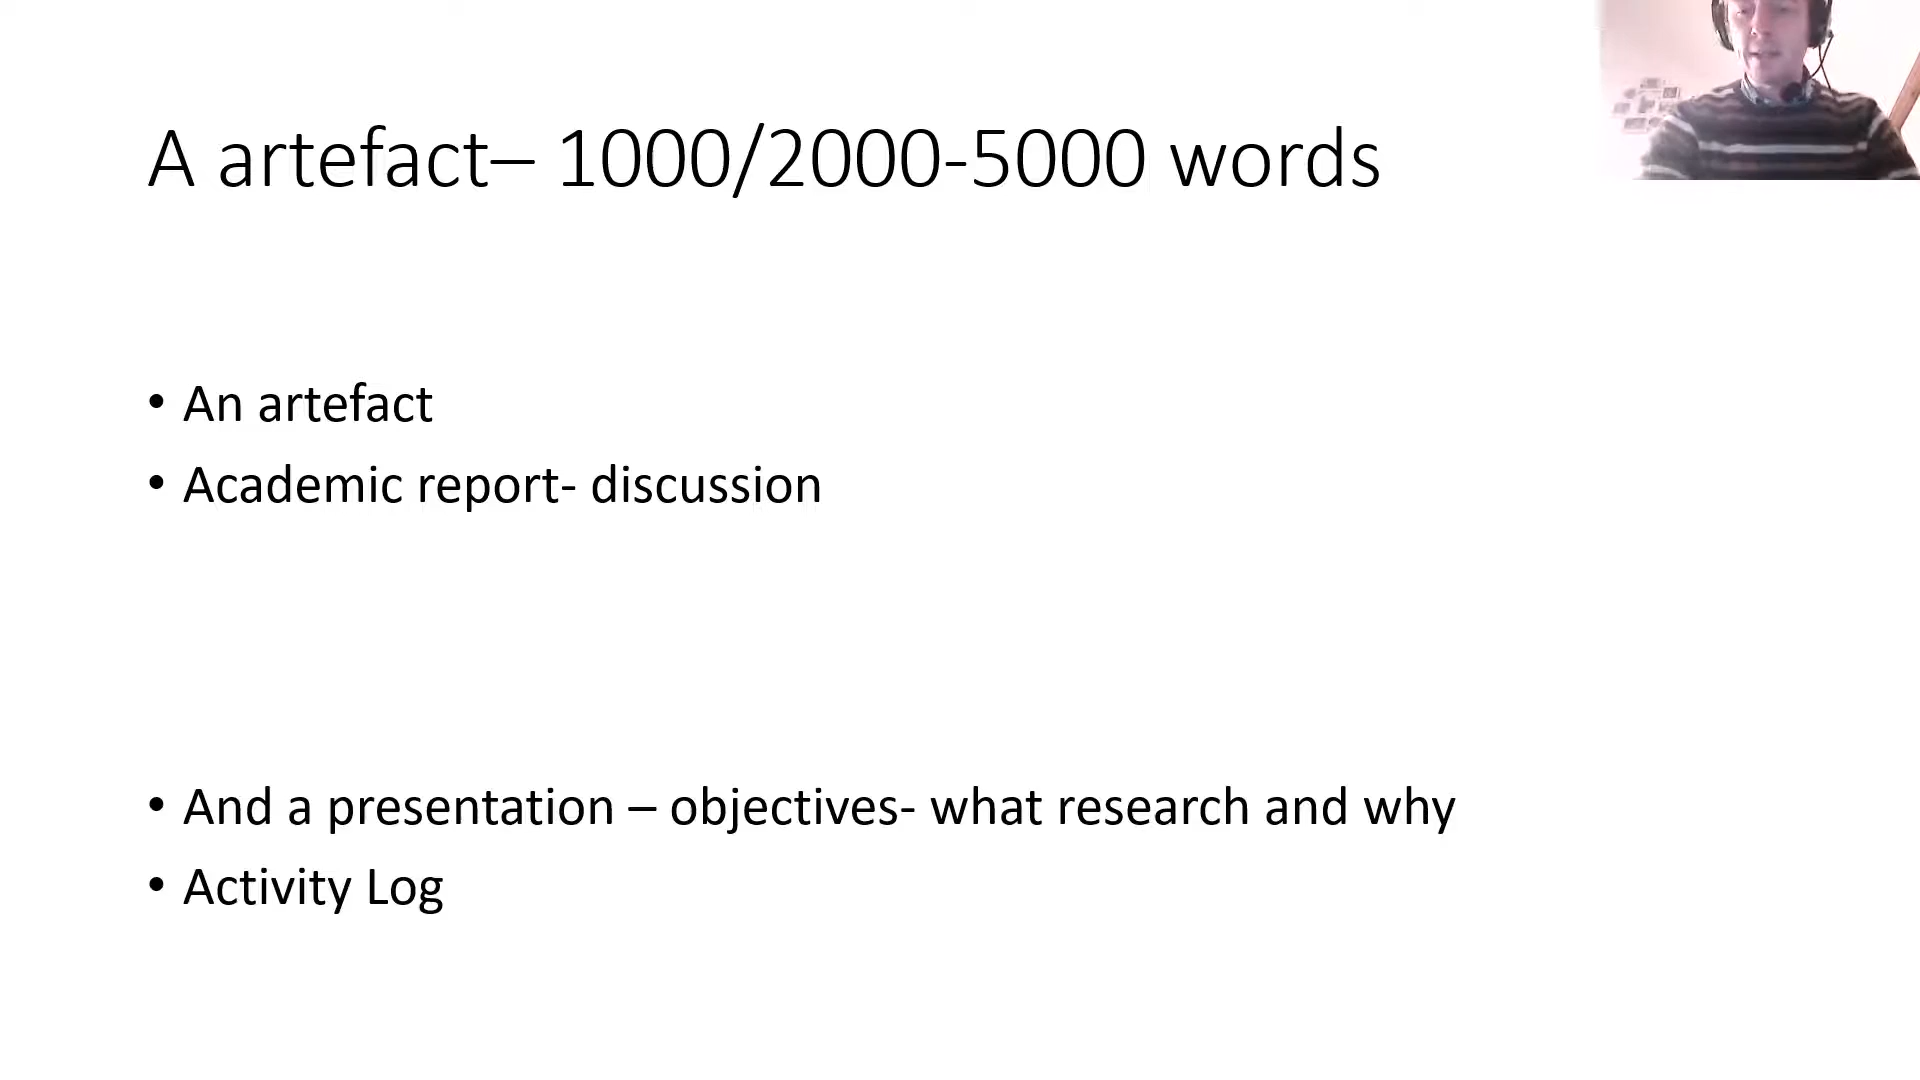 A artefact– 1000/2000-5000 words
• An artefact
• Academic report- discussion
• And a presentation – objectives- what research and why
• Activity Log